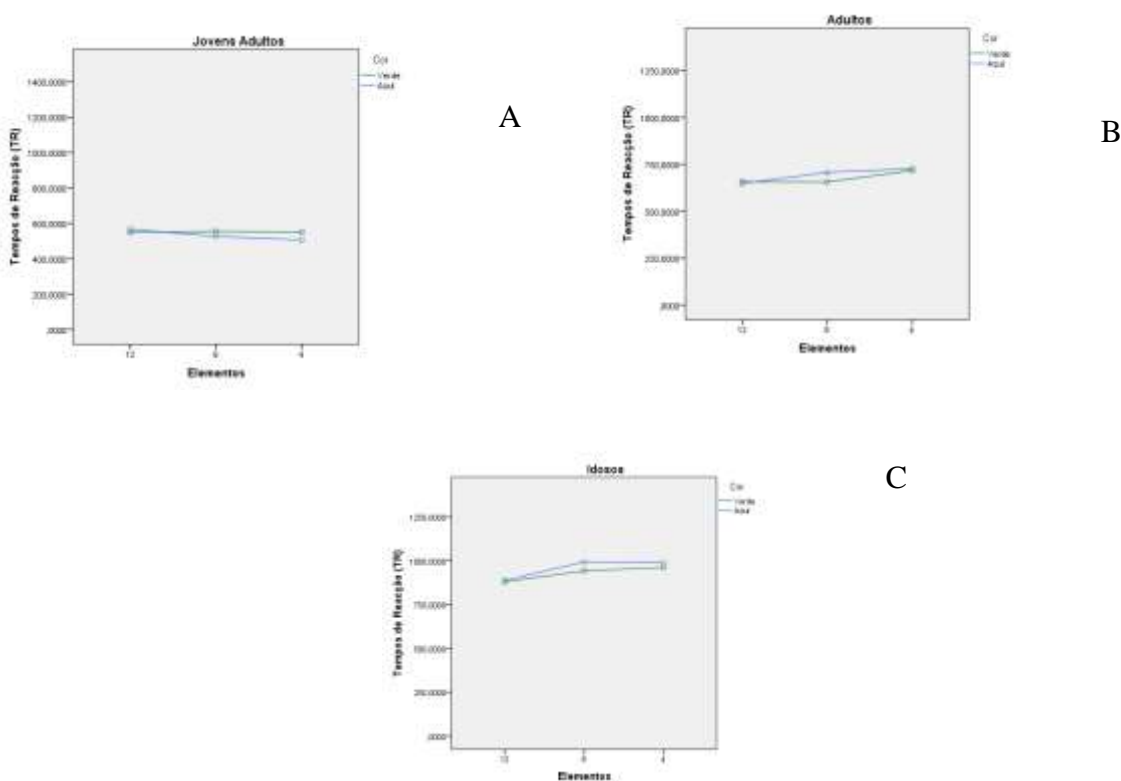 Jovens Adultos
Cor
Verde
Azul
1400,0000
1200,0000
1000,0000
800,0000
600,0000
400,0000
200,0000
,0000
Tempos de Reacção (TR)
12
8
4
Elementos
A
Adultos
Cor
Verde
Azul
1250,0000
1000,0000
750,0000
500,0000
250,0000
,0000
Tempos de Reacção (TR)
12
8
4
Elementos
B
Idosos
Cor
Verde
Azul
1250,0000
1000,0000
750,0000
500,0000
250,0000
,0000
Tempos de Reacção (TR)
12
8
4
Elementos
C